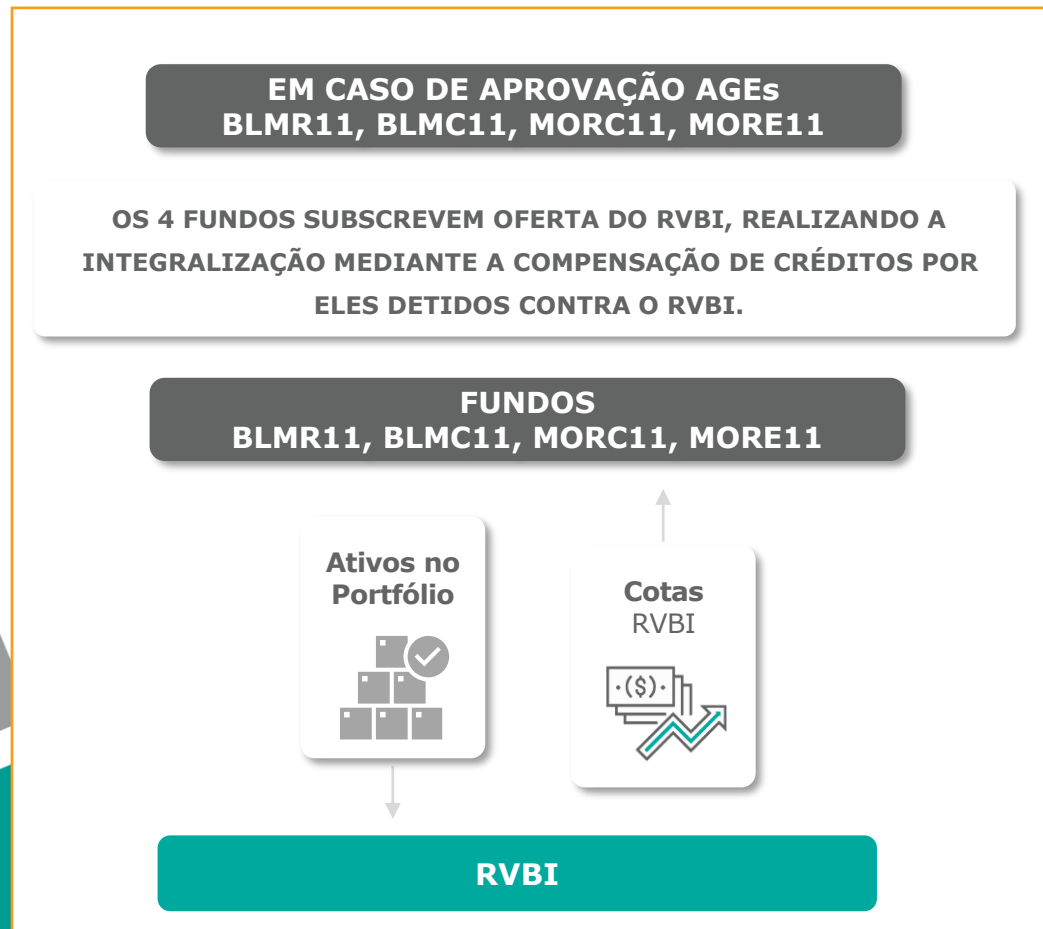 EM CASO DE APROVAÇÃO AGEs
BLMR11, BLMC11, MORC11, MORE11
OS 4 FUNDOS SUBSCREVEM OFERTA DO RVBI, REALIZANDO A
INTEGRALIZAÇÃO MEDIANTE A COMPENSAÇÃO DE CRÉDITOS POR
ELES DETIDOS CONTRA O RVBI.
FUNDOS
BLMR11, BLMC11, MORC11, MORE11
Ativos no
Portfólio
Cotas
RVBI
($)
RVBI